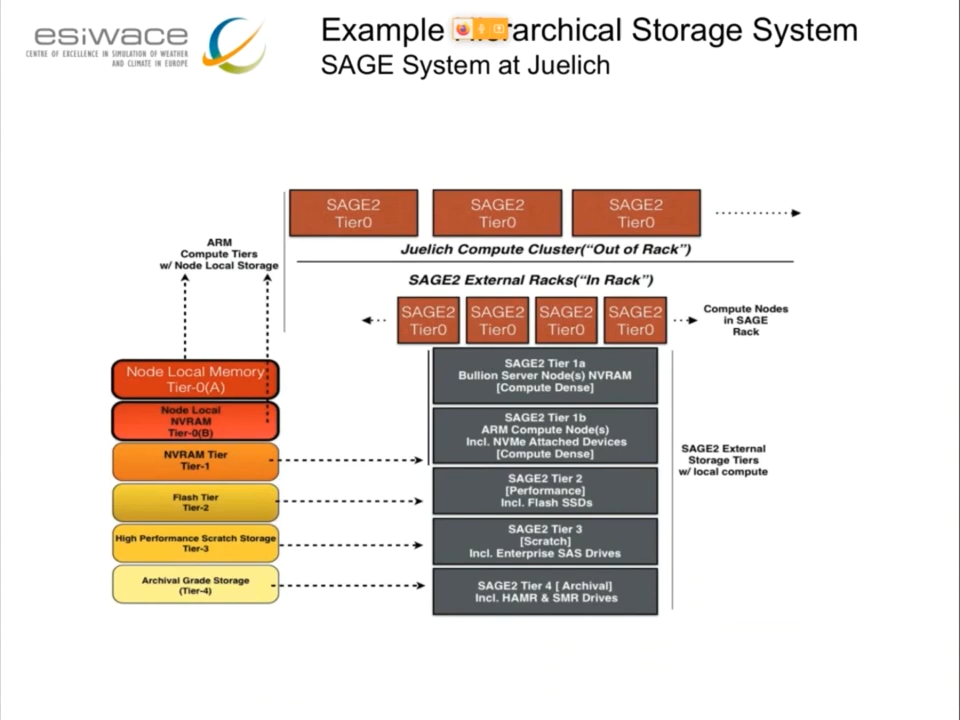 esiwace
CENTRE OF EXCELLENCE IN SIMULATION OF WEATHER
AND CLIMATE IN EUROPE
Example Hierarchical Storage System
SAGE System at Juelich
SAGE2
Tier0
SAGE2
Tier0
SAGE2
Tier0
Juelich Compute Cluster("Out of Rack")
ARM
Compute Tiers
w/ Node Local Storage
SAGE2 External Racks("In Rack")
SAGE2
Tier0
SAGE2
Tier0
SAGE2
Tier0
SAGE2
Tier0
Compute Nodes
in SAGE
Rack
Node Local Memory
Tier-0(A)
Node Local
NVRAM
Tier-0(B)
NVRAM Tier
Tier-1
Flash Tier
Tier-2
High Performance Scratch Storage
Tier-3
Archival Grade Storage
(Tier-4)
SAGE2 Tier 1a
Bullion Server Node(s) NVRAM
[Compute Dense]
SAGE2 Tier 1b
ARM Compute Node(s)
Incl. NVMe Attached Devices
[Compute Dense]
SAGE2 Tier 2
[Performance]
Incl. Flash SSDs
SAGE2 Tier 3
[Scratch]
Incl. Enterprise SAS Drives
SAGE2 Tier 4 [ Archival]
Incl. HAMR & SMR Drives
SAGE2 External
Storage Tiers
w/ local compute